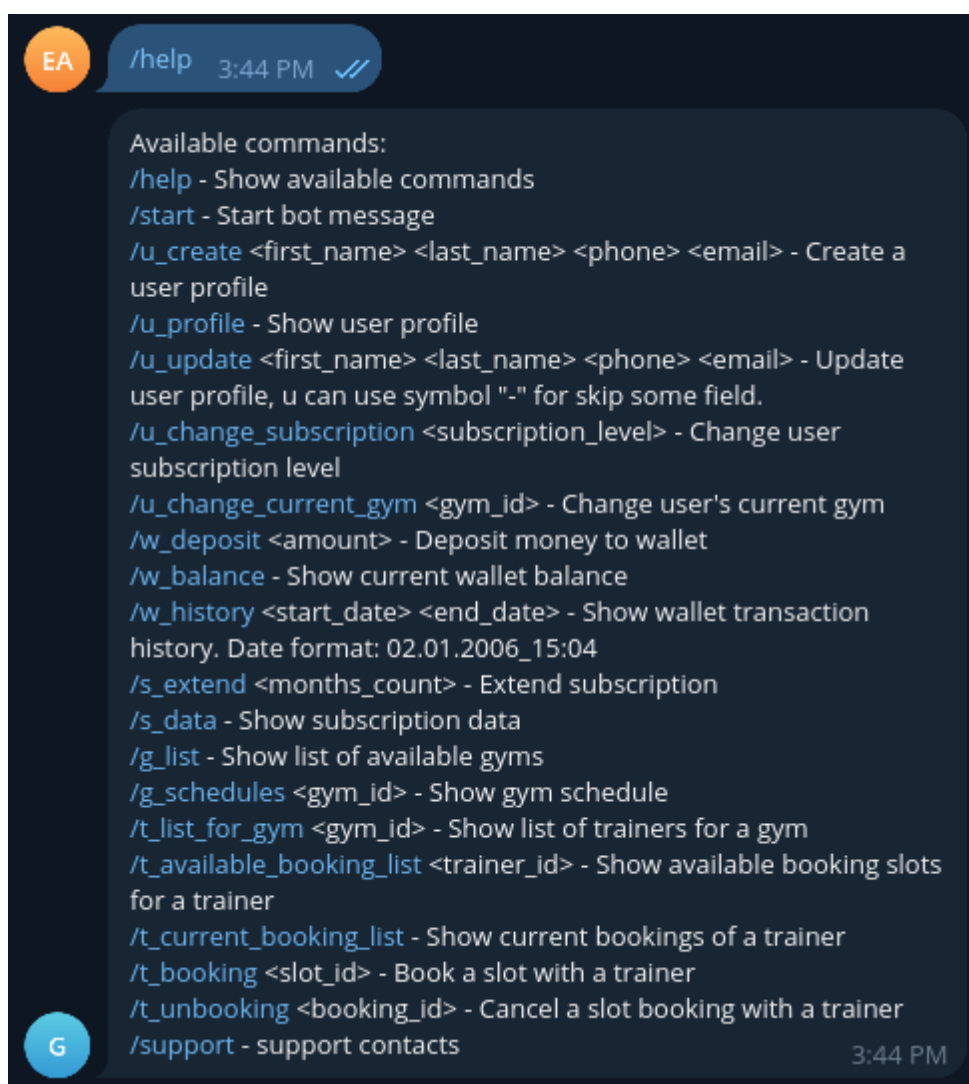 EA
/help 3:44 PM
Available commands:
/help - Show available commands
/start - Start bot message
/u_create <first_name> <last_name> <phone> <email> - Create a
user profile
/u_profile - Show user profile
/u_update <first_name> <last_name> <phone> <email> - Update
user profile, u can use symbol "-" for skip some field.
/u_change_subscription <subscription_level> - Change user
subscription level
/u_change_current_gym <gym_id> - Change user's current gym
/w_deposit <amount> - Deposit money to wallet
/w_balance - Show current wallet balance
/w_history <start_date> <end_date> - Show wallet transaction
history. Date format: 02.01.2006_15:04
/s_extend <months_count> - Extend subscription
/s_data - Show subscription data
/g_list - Show list of available gyms
/g_schedules <gym_id> - Show gym schedule
/t_list_for_gym <gym_id> - Show list of trainers for a gym
/t_available_booking_list <trainer_id> - Show available booking slots
for a trainer
/t_current_booking_list - Show current bookings of a trainer
/t_booking <slot_id> - Book a slot with a trainer
/t_unbooking <booking_id> - Cancel a slot booking with a trainer
/support - support contacts
G
3:44 PM